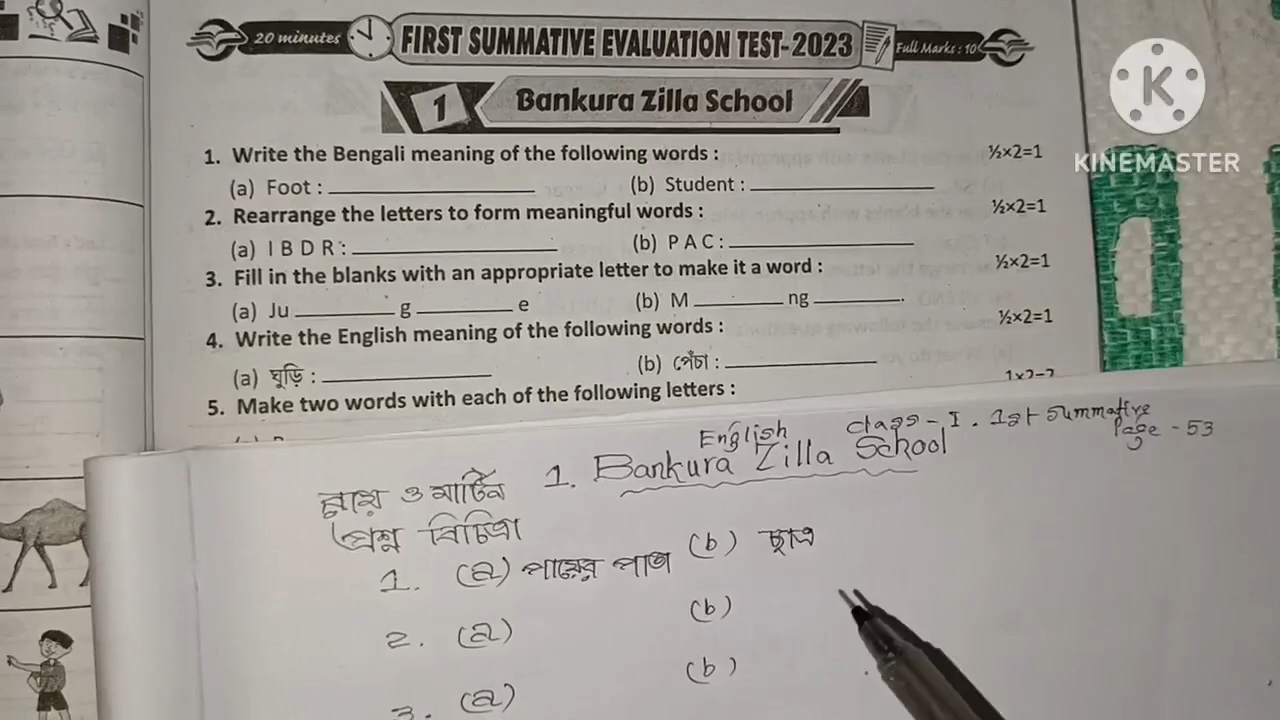 20 minutes FIRST SUMMATIVE EVALUATION TEST-2023 Full Marks : 10
1 Bankura Zilla School
KINEMASTER
1. Write the Bengali meaning of the following words : ½×2=1
(a) Foot : (b) Student :
2. Rearrange the letters to form meaningful words : ½×2=1
(a) I B D R : (b) P A C :
3. Fill in the blanks with an appropriate letter to make it a word : ½×2=1
(a) Ju g e (b) M ng .
4. Write the English meaning of the following words : ½×2=1
(a) ঘুড়ি : (b) পেঁচা :
5. Make two words with each of the following letters :
English Class - I . 1st Summative
Page - 53
রায় ও মার্টিন 1. Bankura Zilla School
প্রশ্ন বিচিত্রা
1. (a) পায়ের পাতা (b) ছাত্র
2. (a) (b)
3. (a) (b)